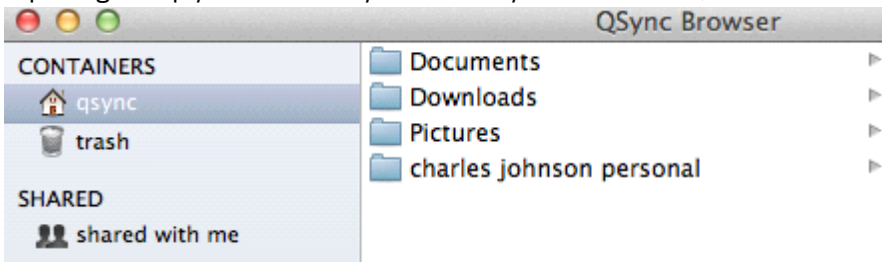 QSync Browser
CONTAINERS
qsync
trash
SHARED
shared with me
Documents
Downloads
Pictures
charles johnson personal